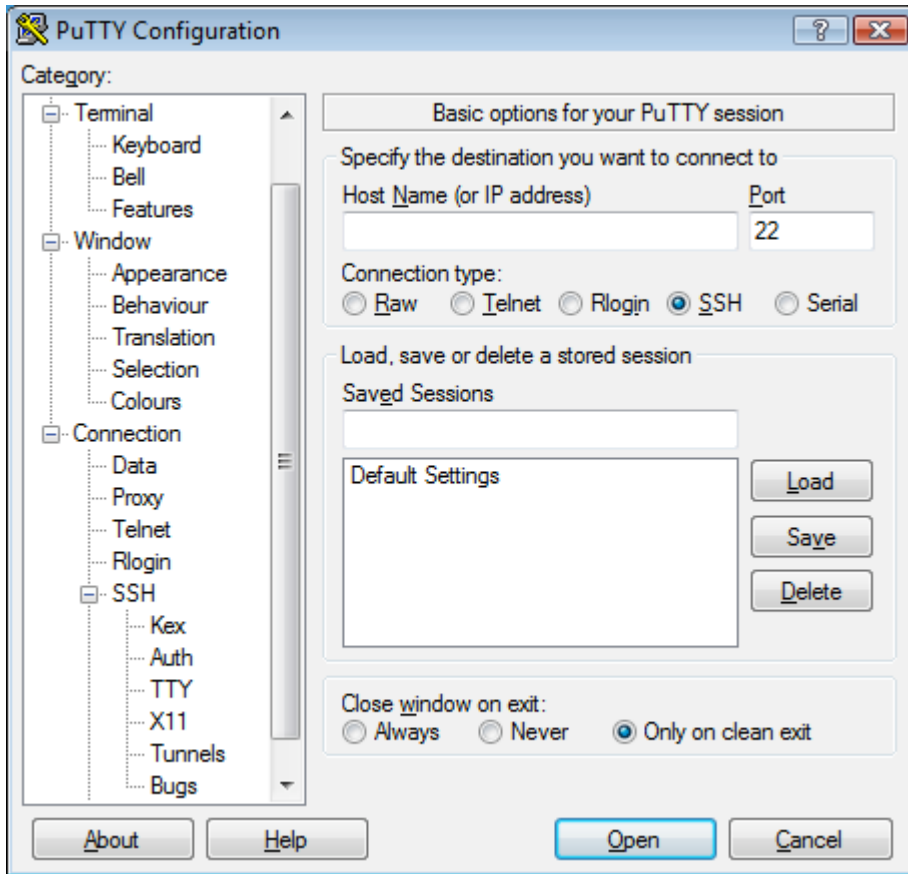 PuTTY Configuration
Category:
Terminal
Keyboard
Bell
Features
Window
Appearance
Behaviour
Translation
Selection
Colours
Connection
Data
Proxy
Telnet
Rlogin
SSH
Kex
Auth
TTY
X11
Tunnels
Bugs
Basic options for your PuTTY session
Specify the destination you want to connect to
Host Name (or IP address) Port
22
Connection type:
Raw Telnet Rlogin SSH Serial
Load, save or delete a stored session
Saved Sessions
Default Settings
Load
Save
Delete
Close window on exit:
Always Never Only on clean exit
About Help Open Cancel